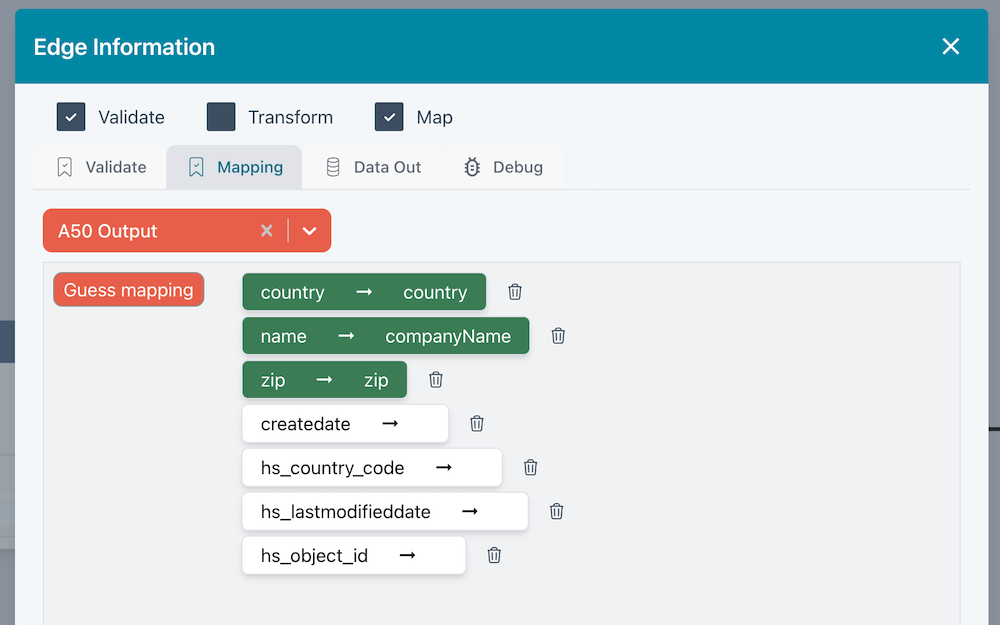 Edge Information
Validate Transform Map
Validate Mapping Data Out Debug
A50 Output
Guess mapping
country → country
name → companyName
zip → zip
createdate →
hs_country_code →
hs_lastmodifieddate →
hs_object_id →